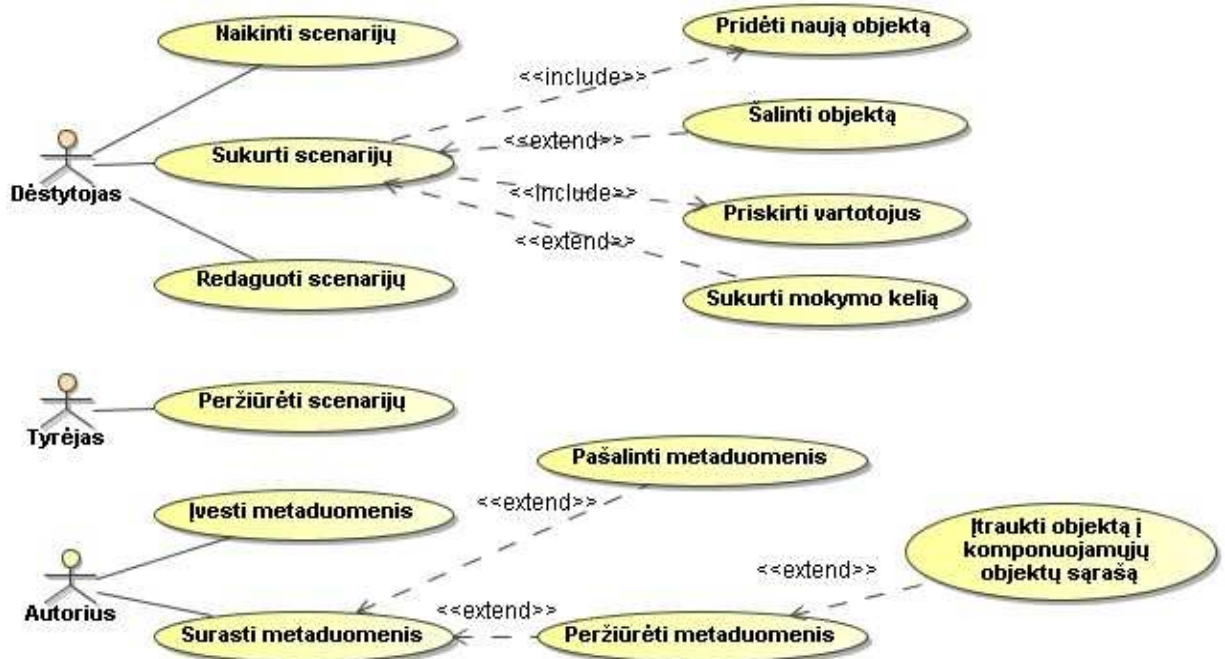 Naikinti scenarijų
Pridėti naują objektą
<<include>>
Šalinti objektą
<<extend>>
Sukurti scenarijų
Dėstytojas
<<include>>
Priskirti vartotojus
<<extend>>
Redaguoti scenarijų
Sukurti mokymo kelią
Peržiūrėti scenarijų
Tyrėjas
Pašalinti metaduomenis
<<extend>>
Įvesti metaduomenis
Įtraukti objektą į
komponuojamųjų
objektų sąrašą
<<extend>>
Autorius
<<extend>>
Surasti metaduomenis
Peržiūrėti metaduomenis